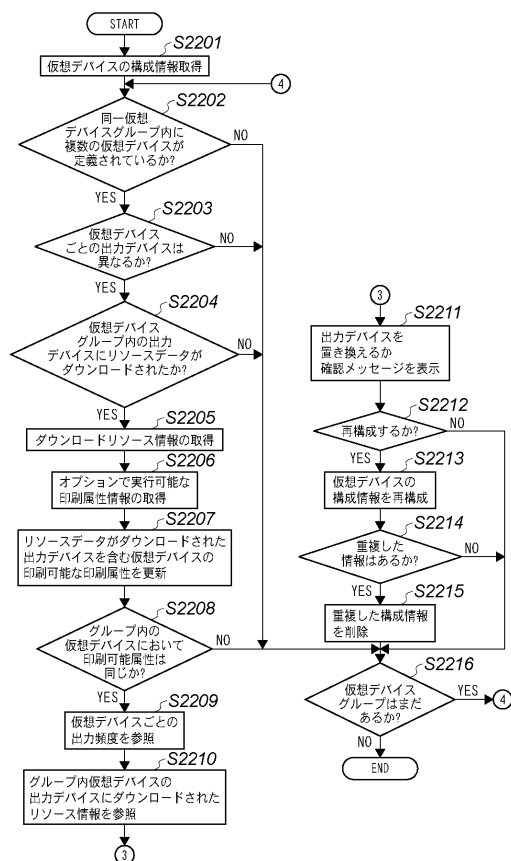 START
S2201
仮想デバイスの構成情報取得
④
S2202
同一仮想
デバイスグループ内に
複数の仮想デバイスが
定義されているか?
NO
YES
S2203
仮想デバイス
ごとの出力デバイスは
異なるか?
NO
YES
S2204
仮想デバイス
グループ内の出力
デバイスにリソースデータが
ダウンロードされたか?
NO
YES
S2205
ダウンロードリソース情報の取得
S2206
オプションで実行可能な
印刷属性情報の取得
S2207
リソースデータがダウンロードされた
出力デバイスを含む仮想デバイスの
印刷可能な印刷属性を更新
S2208
グループ内の
仮想デバイスにおいて
印刷可能属性は
同じか?
NO
YES
S2209
仮想デバイスごとの
出力頻度を参照
S2210
グループ内仮想デバイスの
出力デバイスにダウンロードされた
リソース情報を参照
③
③
S2211
出力デバイスを
置き換えるか
確認メッセージを表示
S2212
再構成するか?
NO
YES
S2213
仮想デバイスの
構成情報を再構成
S2214
重複した
情報はあるか?
NO
YES
S2215
重複した構成情報
を削除
S2216
仮想デバイス
グループはまだ
あるか?
YES
④
NO
END